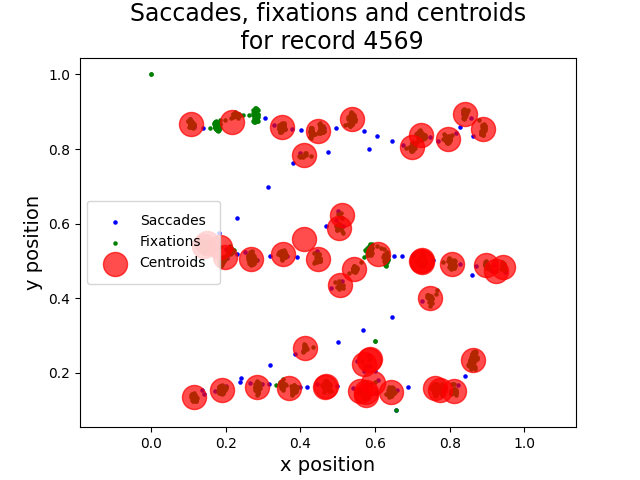 Saccades, fixations and centroids
for record 4569
y position
1.0
0.8
0.6
0.4
0.2
Saccades
Fixations
Centroids
0.0
0.2
0.4
0.6
0.8
1.0
x position